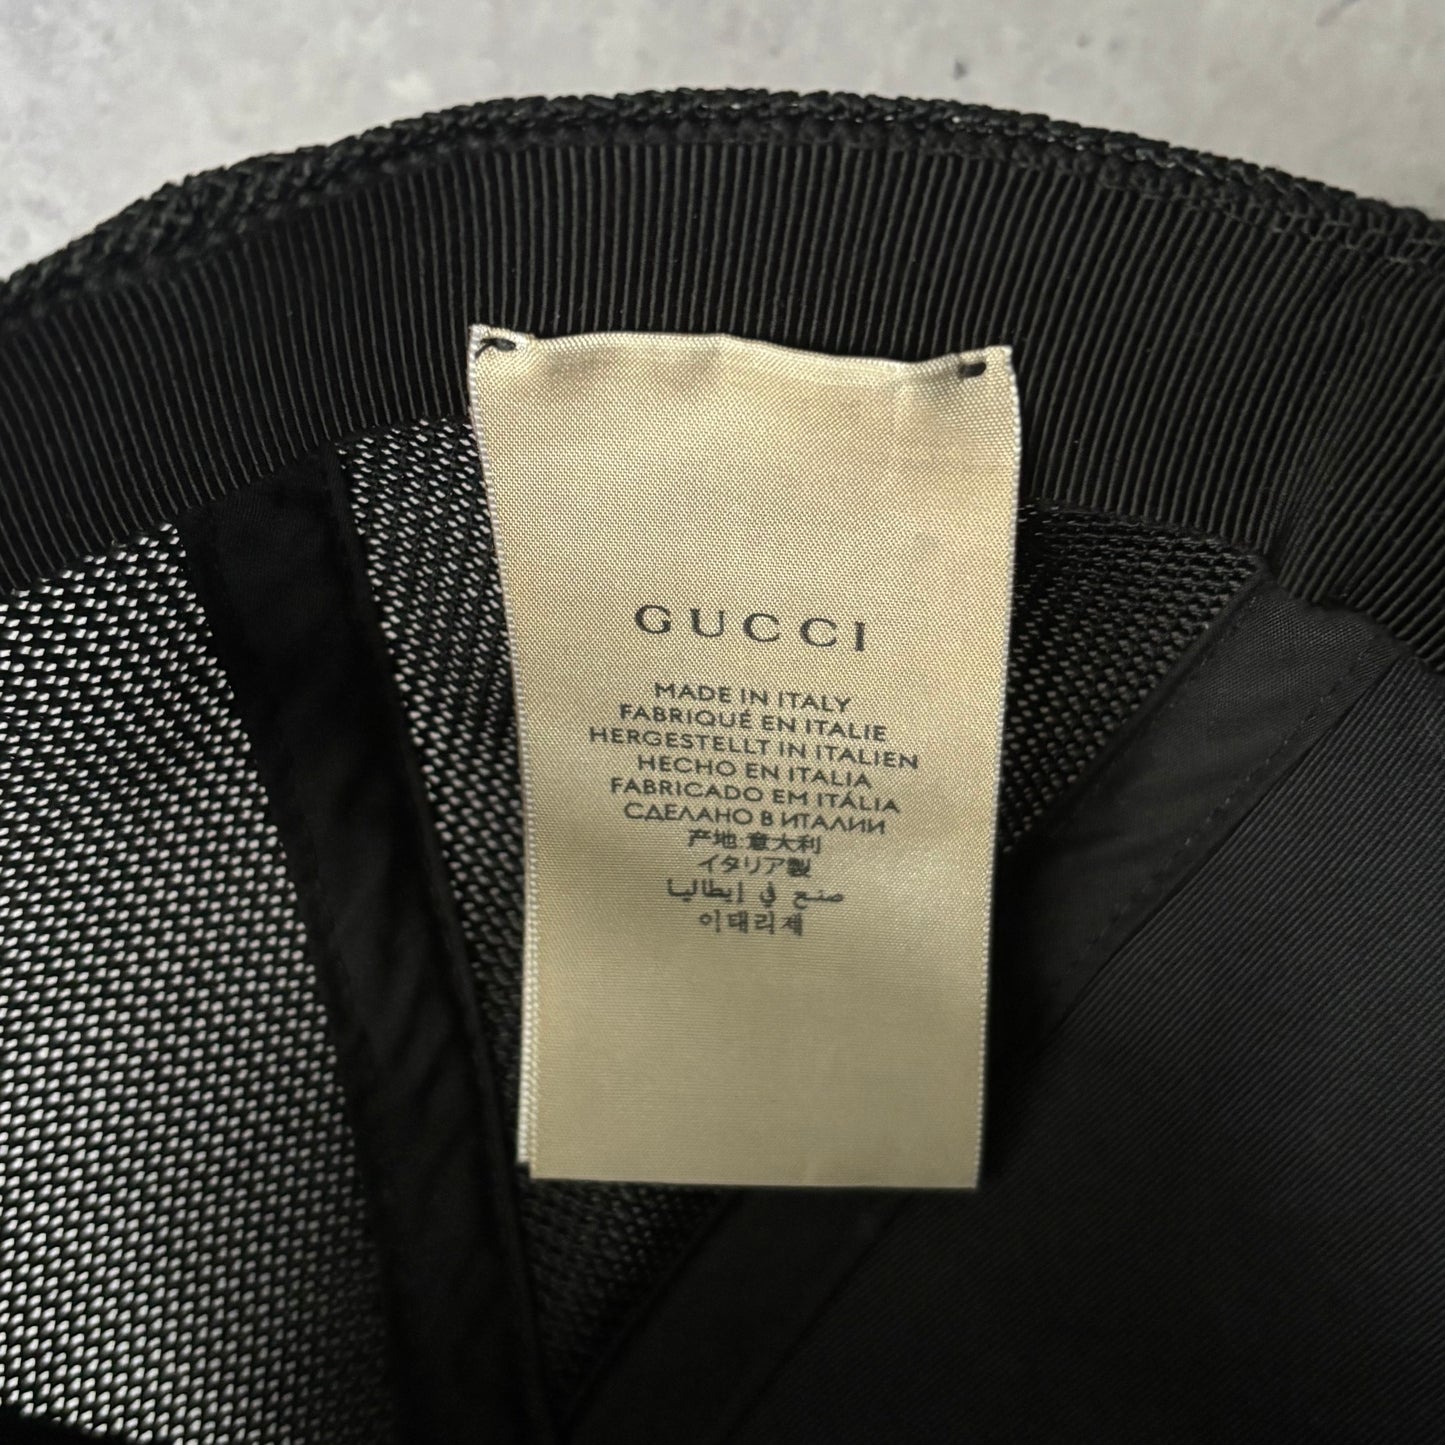 GUCCI
MADE IN ITALY
FABRIQUÉ EN ITALIE
HERGESTELLT IN ITALIEN
HECHO EN ITALIA
FABRICADO EM ITÁLIA
СДЕЛАНО В ИТАЛИИ
产地:意大利
イタリア製
صنع في إيطاليا
이태리제